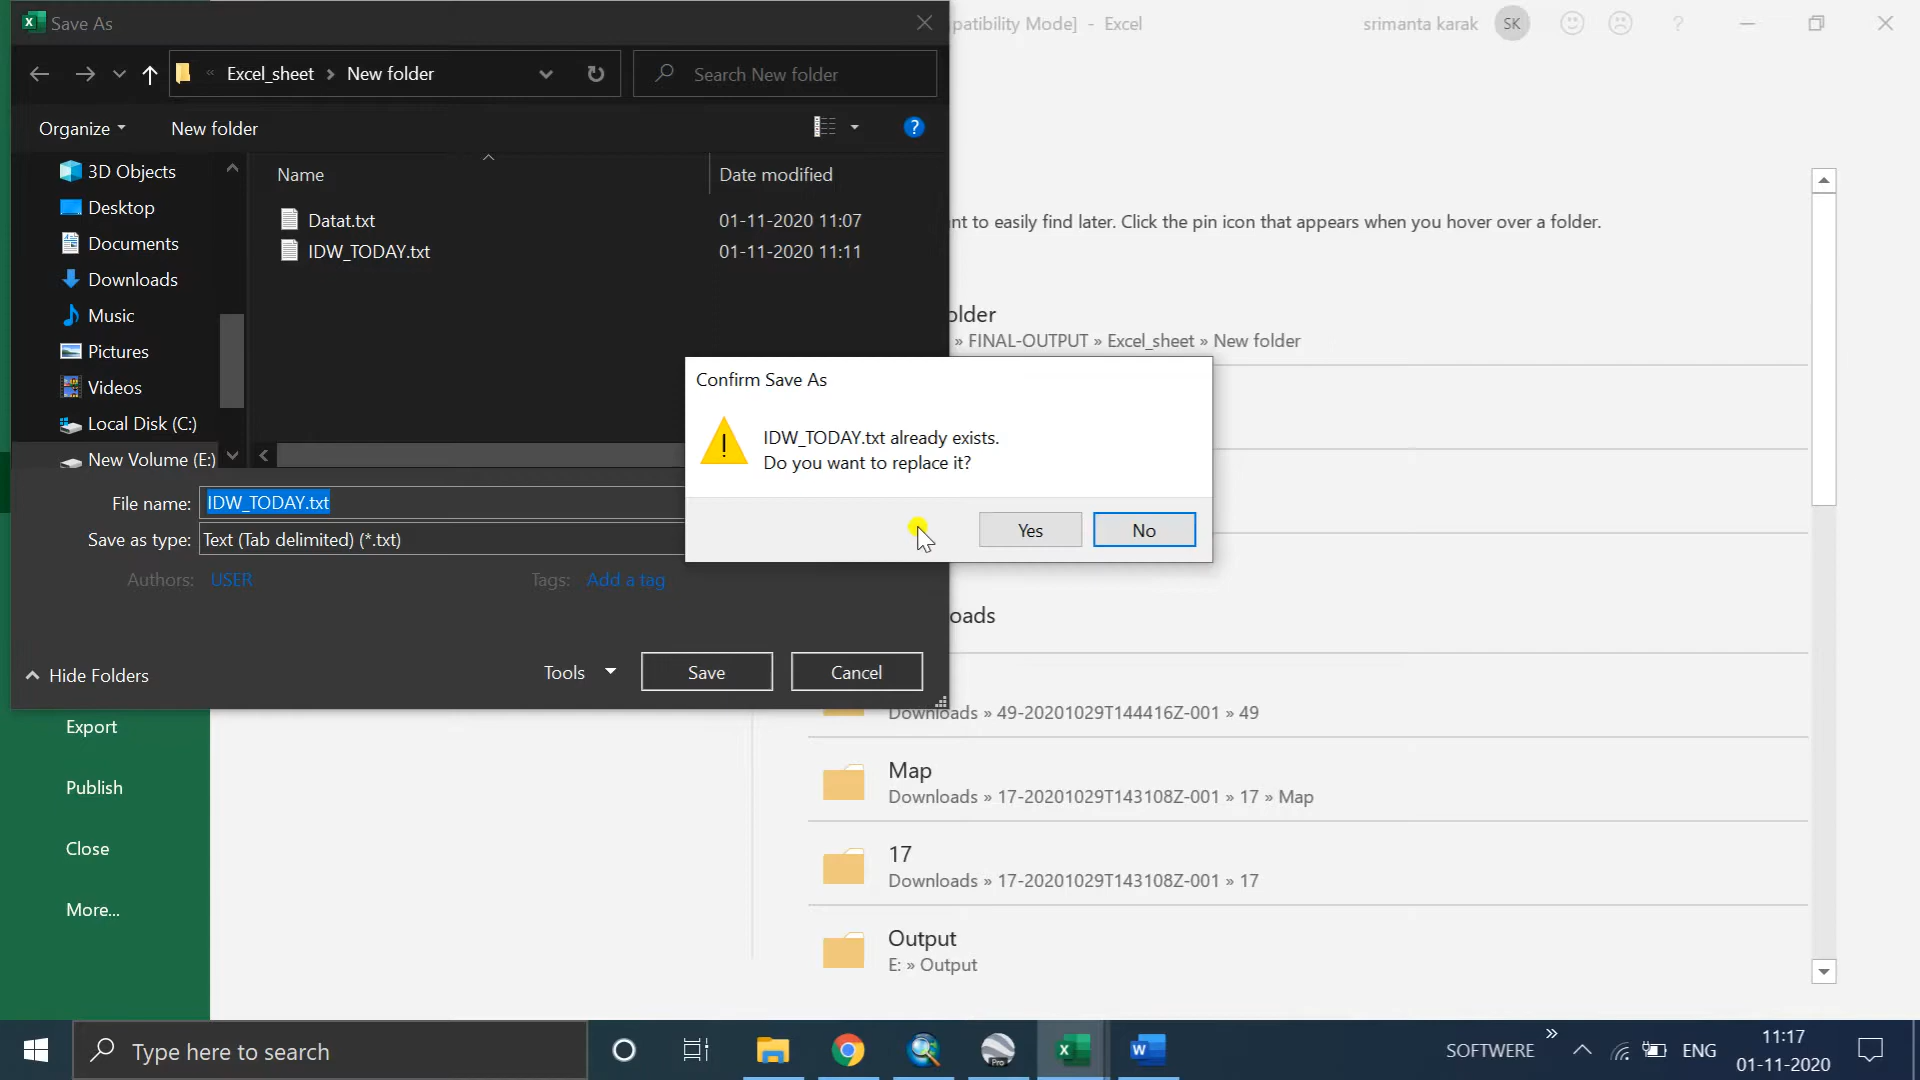 Save As
patibility Mode] - Excel
srimanta karak
SK
?
« Excel_sheet › New folder
Search New folder
Organize
New folder
?
3D Objects
Desktop
Documents
Downloads
Music
Pictures
Videos
Local Disk (C:)
New Volume (E:)
Name
Date modified
Datat.txt
01-11-2020 11:07
IDW_TODAY.txt
01-11-2020 11:11
nt to easily find later. Click the pin icon that appears when you hover over a folder.
older
» FINAL-OUTPUT » Excel_sheet » New folder
Confirm Save As
IDW_TODAY.txt already exists.
Do you want to replace it?
Yes
No
File name: IDW_TODAY.txt
Save as type: Text (Tab delimited) (*.txt)
Authors: USER
Tags: Add a tag
Hide Folders
Tools
Save
Cancel
oads
Downloads » 49-20201029T144416Z-001 » 49
Map
Downloads » 17-20201029T143108Z-001 » 17 » Map
17
Downloads » 17-20201029T143108Z-001 » 17
Output
E: » Output
Export
Publish
Close
More...
Type here to search
Pro
SOFTWERE
»
ENG
11:17
01-11-2020